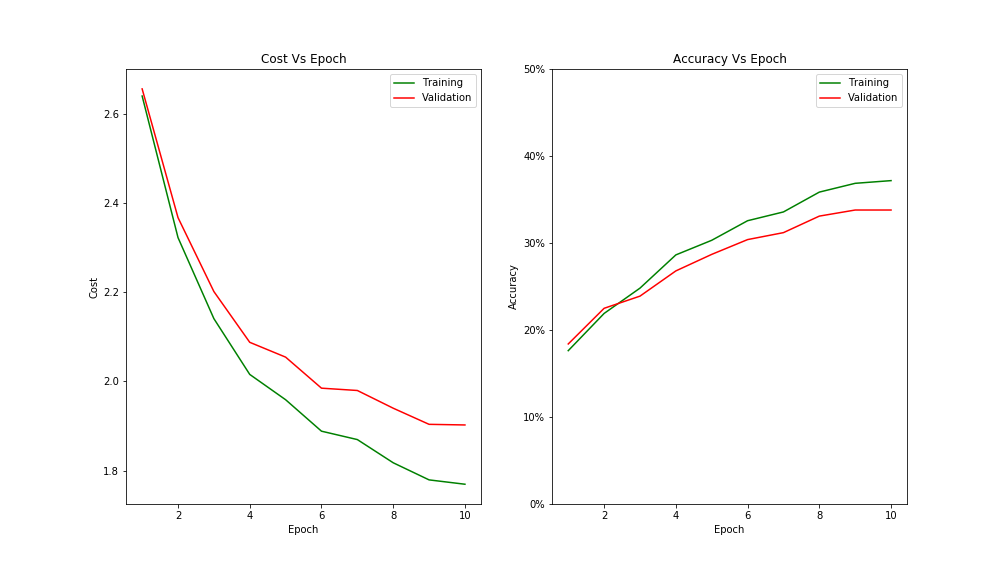 Cost Vs Epoch
Training
Validation
2.6
2.4
2.2
2.0
1.8
Cost
2 4 6 8 10
Epoch
Accuracy Vs Epoch
Training
Validation
50%
40%
30%
20%
10%
0%
Accuracy
2 4 6 8 10
Epoch